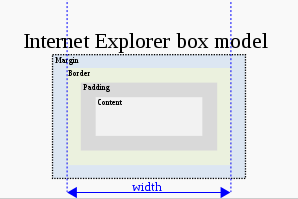 Internet Explorer box model
Margin
Border
Padding
Content
width